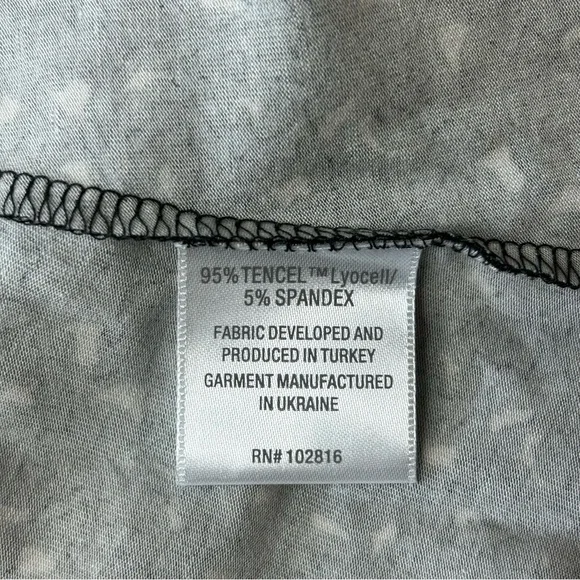 95% TENCEL™ Lyocell/
5% SPANDEX
FABRIC DEVELOPED AND
PRODUCED IN TURKEY
GARMENT MANUFACTURED
IN UKRAINE
RN# 102816